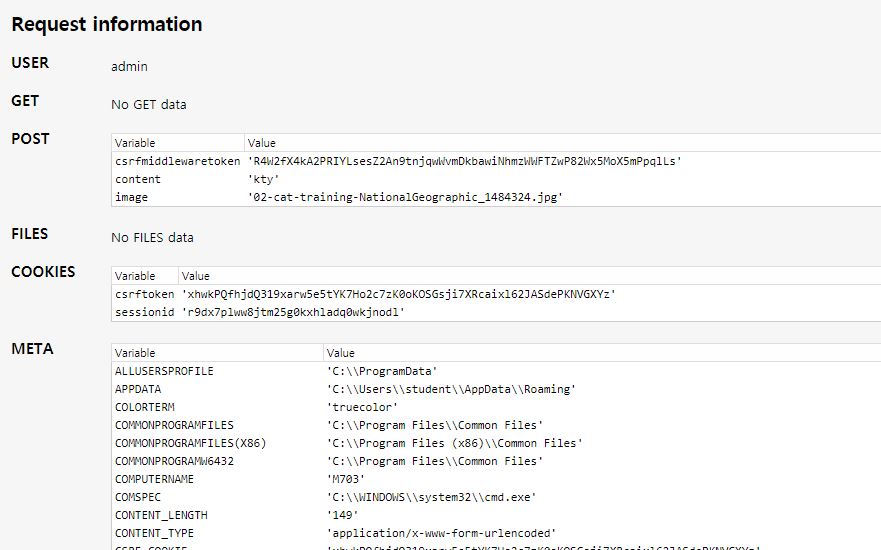 Request information
USER admin
GET No GET data
POST
Variable Value
csrfmiddlewaretoken 'R4W2fX4kA2PRIYLsesZ2An9tnjqwWvmDkbawiNhmzWWFTZwP82Wx5MoX5mPpqlLs'
content 'kty'
image '02-cat-training-NationalGeographic_1484324.jpg'
FILES No FILES data
COOKIES
Variable Value
csrftoken 'xhwkPQfhjdQ319xarw5e5tYK7Ho2c7zK0oKOSGsji7XRcaixl62JASdePKNVGXYz'
sessionid 'r9dx7plww8jtm25g0kxhladq0wkjnodl'
META
Variable Value
ALLUSERSPROFILE 'C:\\ProgramData'
APPDATA 'C:\\Users\\student\\AppData\\Roaming'
COLORTERM 'truecolor'
COMMONPROGRAMFILES 'C:\\Program Files\\Common Files'
COMMONPROGRAMFILES(X86) 'C:\\Program Files (x86)\\Common Files'
COMMONPROGRAMW6432 'C:\\Program Files\\Common Files'
COMPUTERNAME 'M703'
COMSPEC 'C:\\WINDOWS\\system32\\cmd.exe'
CONTENT_LENGTH '149'
CONTENT_TYPE 'application/x-www-form-urlencoded'